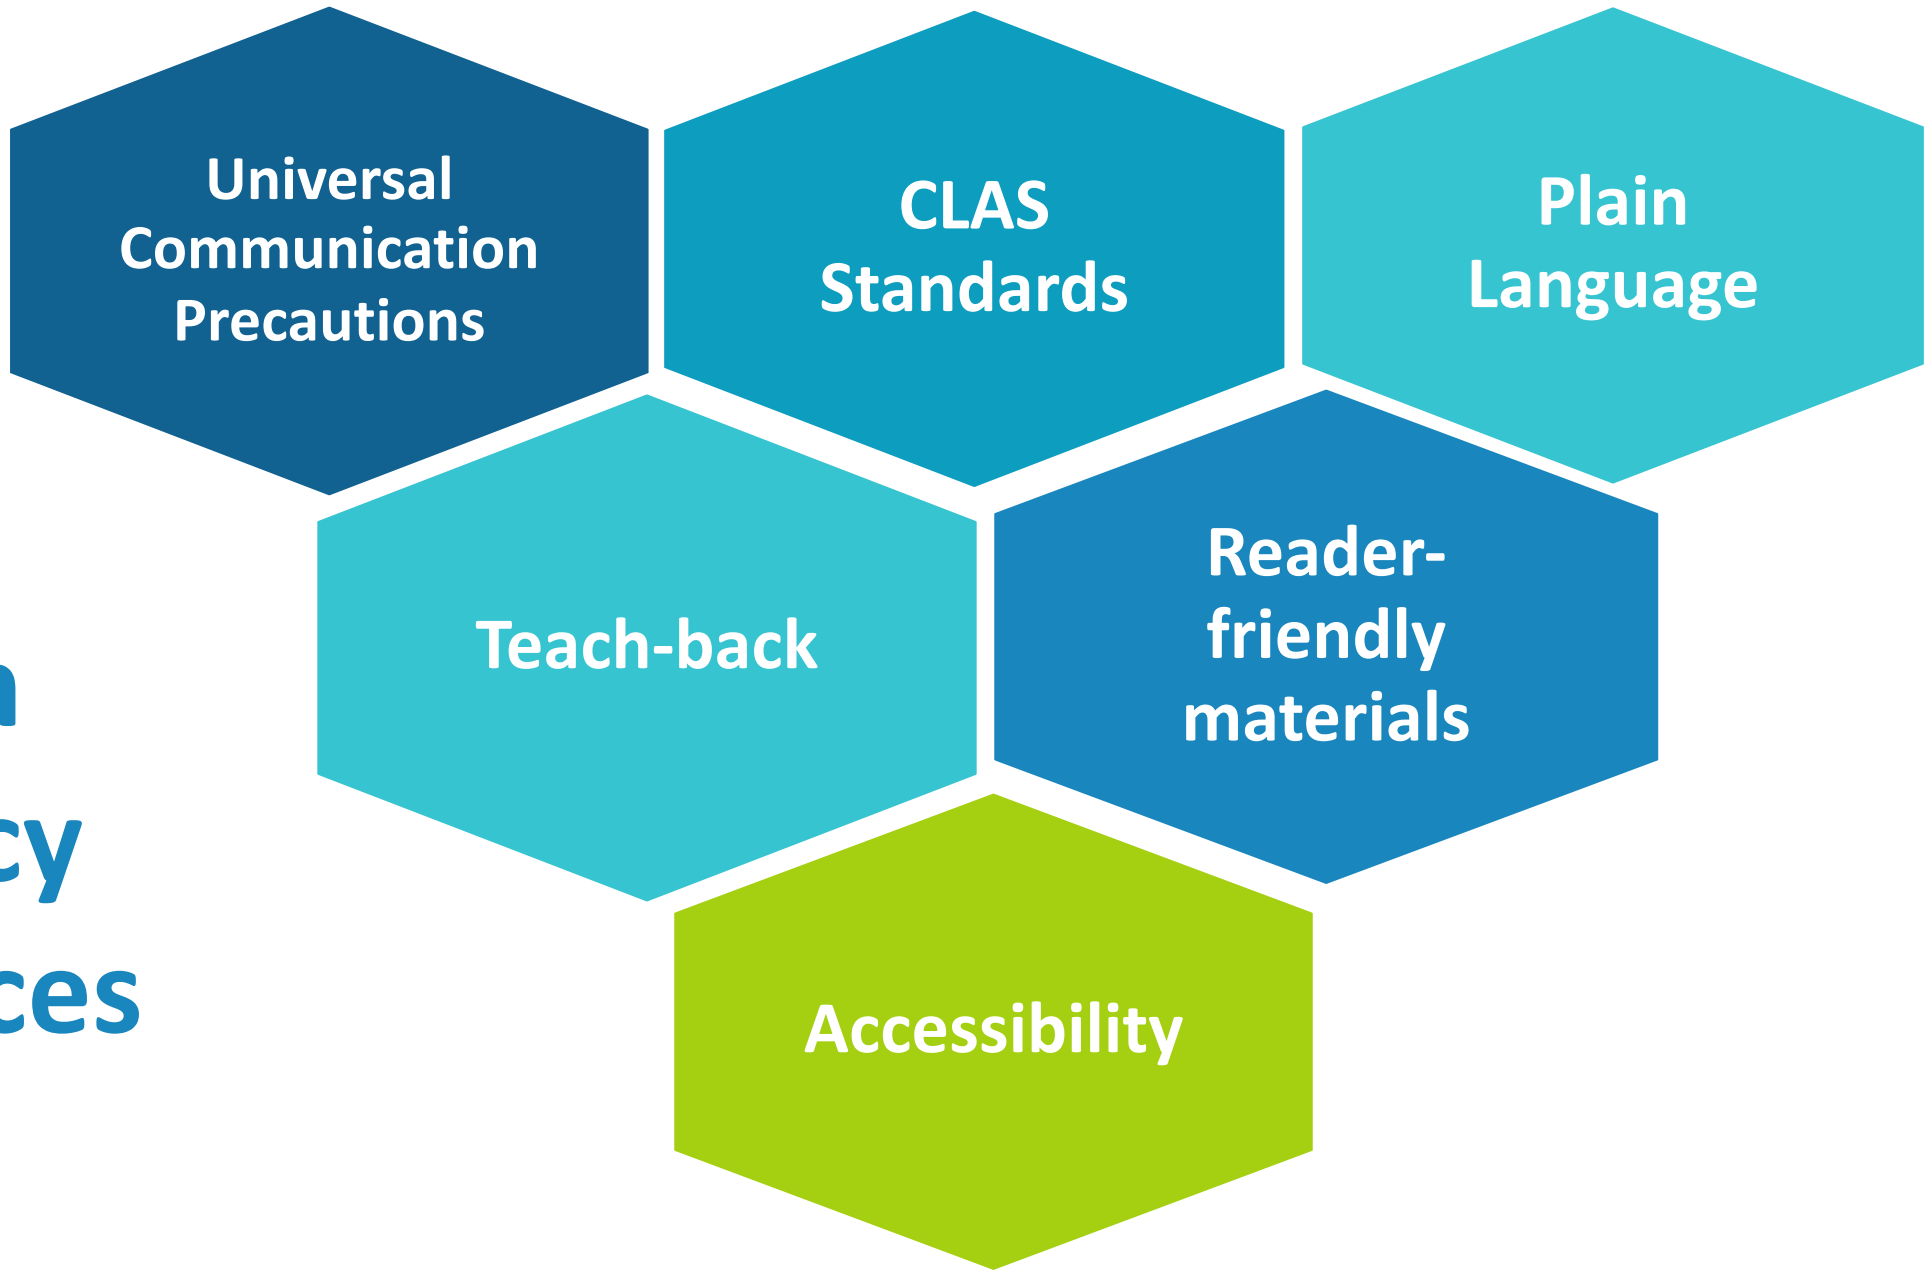 Universal
Communication
Precautions
CLAS
Standards
Plain
Language
Teach-back
Reader-
friendly
materials
Accessibility